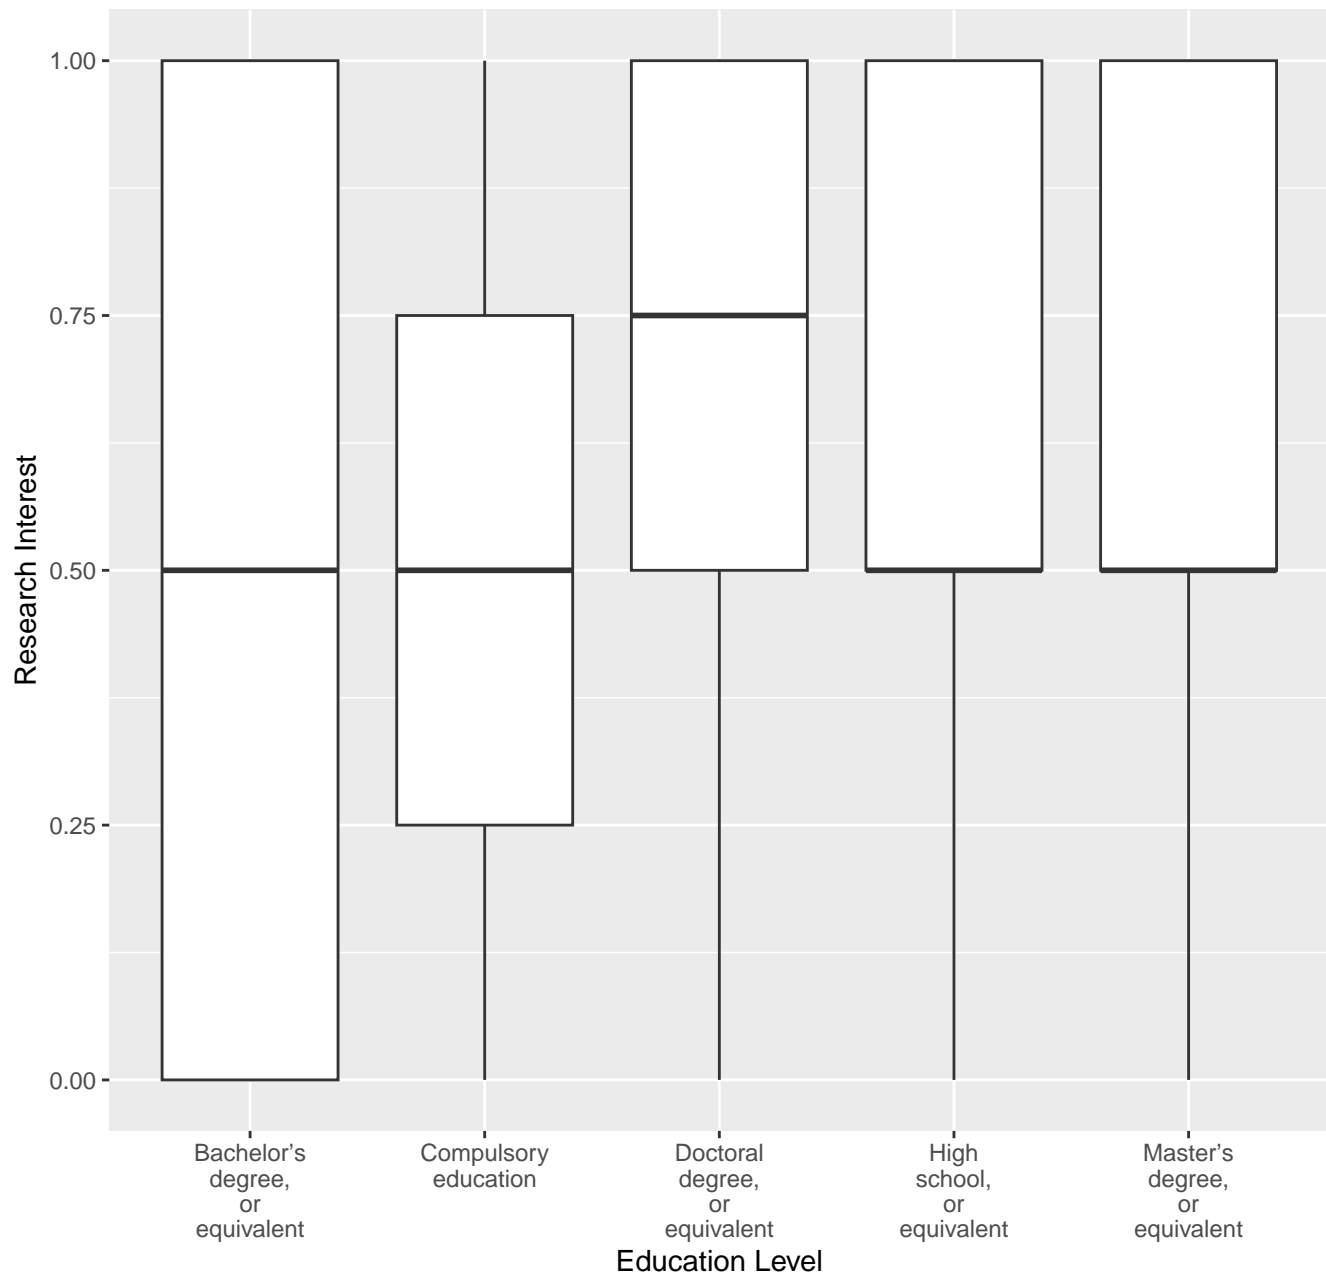 1.00
0.75
0.50
0.25
0.00
Research Interest
Bachelor’s
degree,
or
equivalent
Compulsory
education
Doctoral
degree,
or
equivalent
High
school,
or
equivalent
Master’s
degree,
or
equivalent
Education Level